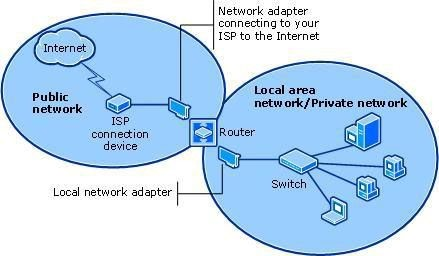 Network adapter
connecting to your
ISP to the Internet
Internet
Public
network
ISP
connection
device
Router
Local area
network/Private network
Switch
Local network adapter